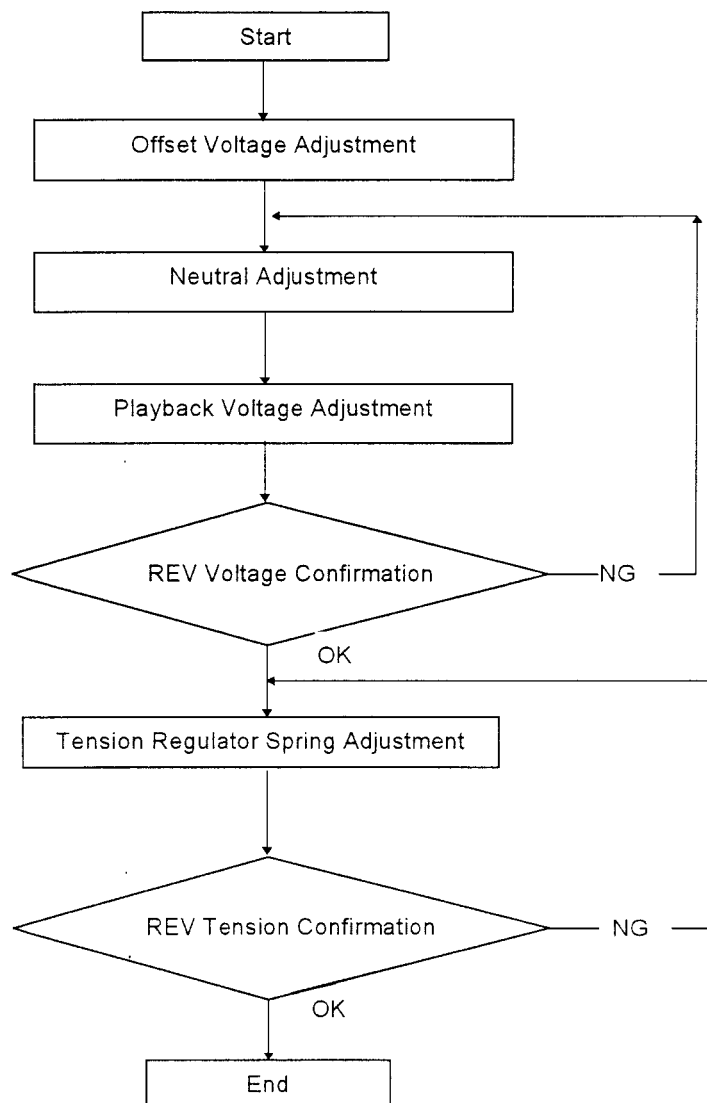 Start
Offset Voltage Adjustment
Neutral Adjustment
Playback Voltage Adjustment
REV Voltage Confirmation
NG
OK
Tension Regulator Spring Adjustment
REV Tension Confirmation
NG
OK
End